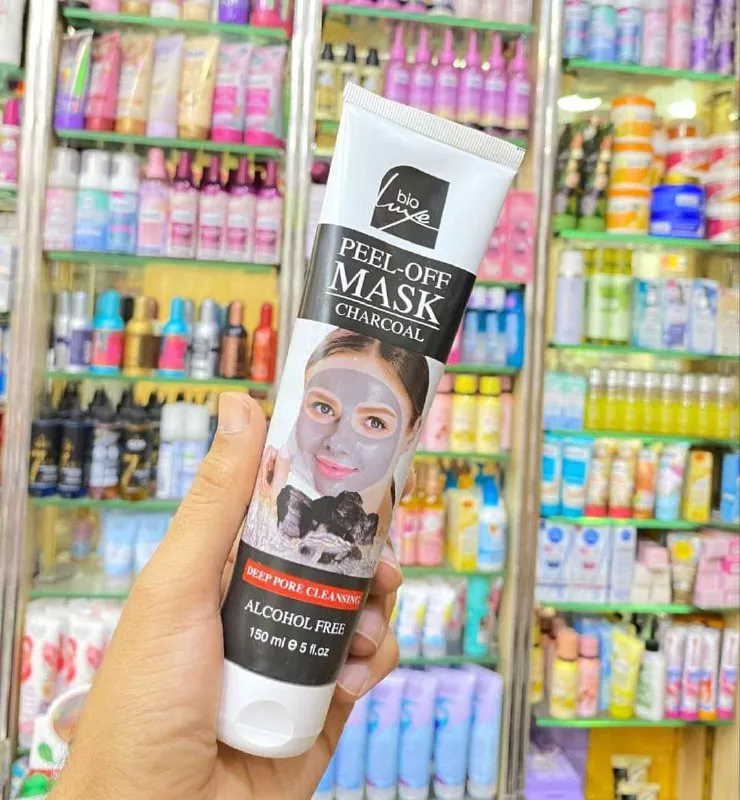 bio
Luxe
PEEL-OFF
MASK
CHARCOAL
DEEP PORE CLEANSING
ALCOHOL FREE
150 ml e 5 fl.oz